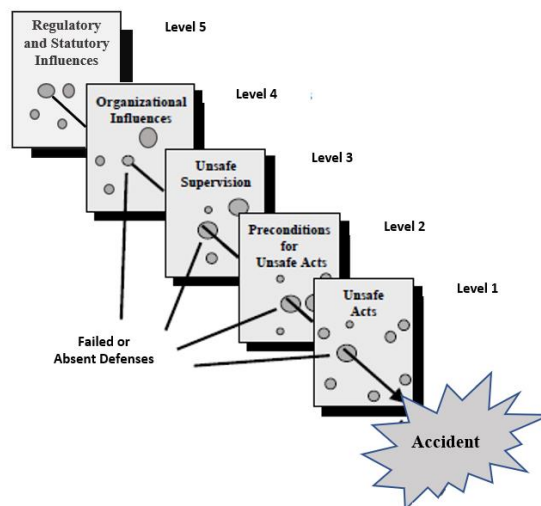 Regulatory
and Statutory
Influences
Level 5
Organizational
Influences
Level 4
Unsafe
Supervision
Level 3
Preconditions
for
Unsafe Acts
Level 2
Unsafe
Acts
Level 1
Failed or
Absent Defenses
Accident